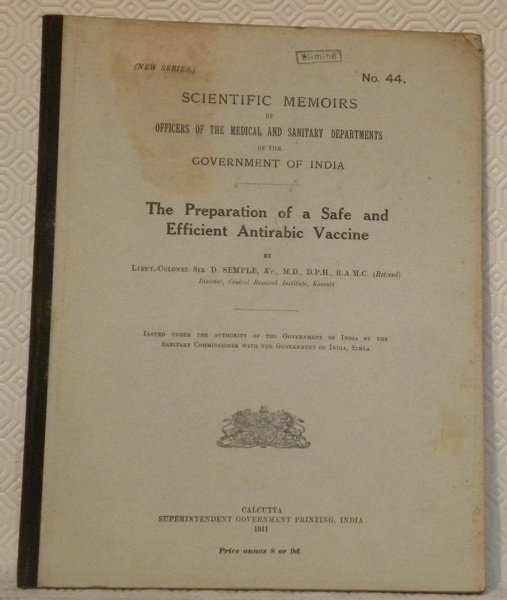 éliminé
(NEW SERIES.)
No. 44.
SCIENTIFIC MEMOIRS
BY
OFFICERS OF THE MEDICAL AND SANITARY DEPARTMENTS
OF THE
GOVERNMENT OF INDIA
The Preparation of a Safe and
Efficient Antirabic Vaccine
BY
LIEUT.-COLONEL SIR D. SEMPLE, KT., M.D., D.P.H., R.A.M.C. (Retired)
Director, Central Research Institute, Kasauli
ISSUED UNDER THE AUTHORITY OF THE GOVERNMENT OF INDIA BY THE
SANITARY COMMISSIONER WITH THE GOVERNMENT OF INDIA, SIMLA.
CALCUTTA
SUPERINTENDENT GOVERNMENT PRINTING, INDIA
1911
Price annas 8 or 9d.